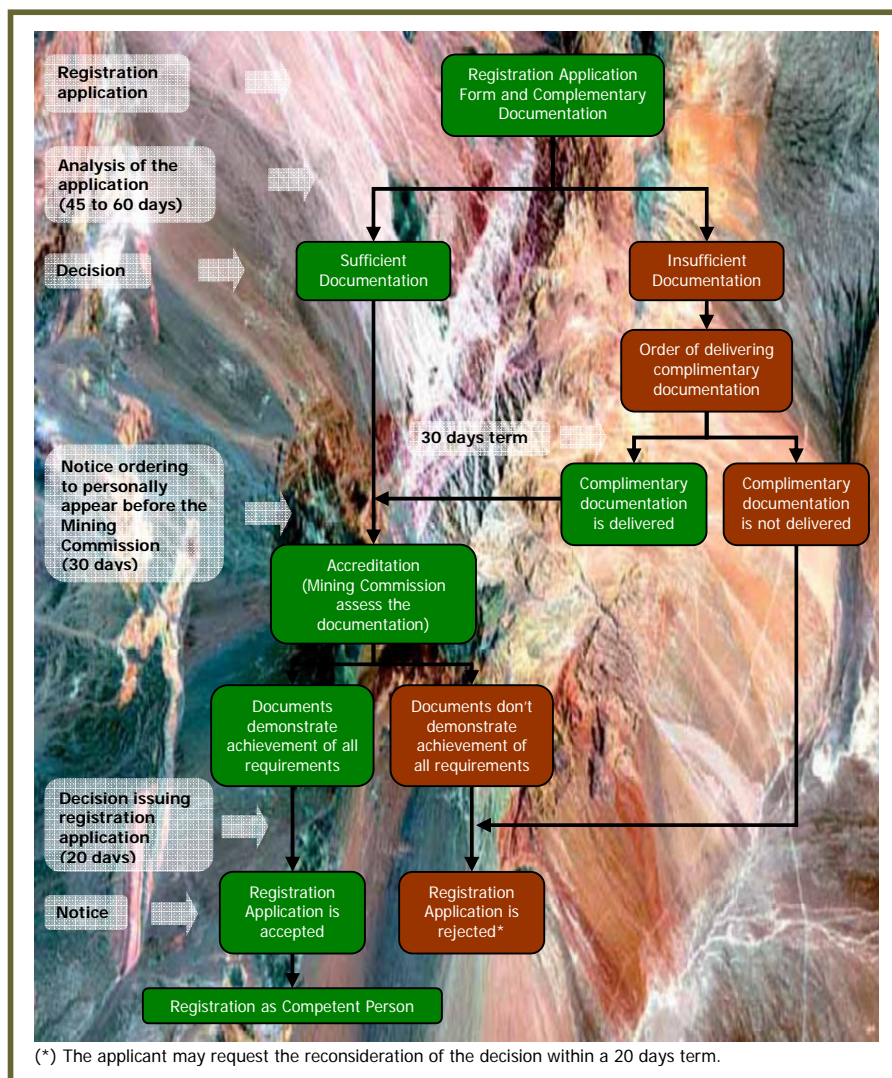 Registration
application
Registration Application
Form and Complementary
Documentation
Analysis of the
application
(45 to 60 days)
Decision
Sufficient
Documentation
Insufficient
Documentation
Order of delivering
complimentary
documentation
30 days term
Notice ordering
to personally
appear before the
Mining
Commission
(30 days)
Complimentary
documentation
is delivered
Complimentary
documentation
is not delivered
Accreditation
(Mining Commission
assess the
documentation)
Documents
demonstrate
achievement of all
requirements
Documents don't
demonstrate
achievement of
all requirements
Decision issuing
registration
application
(20 days)
Notice
Registration
Application is
accepted
Registration
Application is
rejected*
Registration as Competent Person
(*) The applicant may request the reconsideration of the decision within a 20 days term.